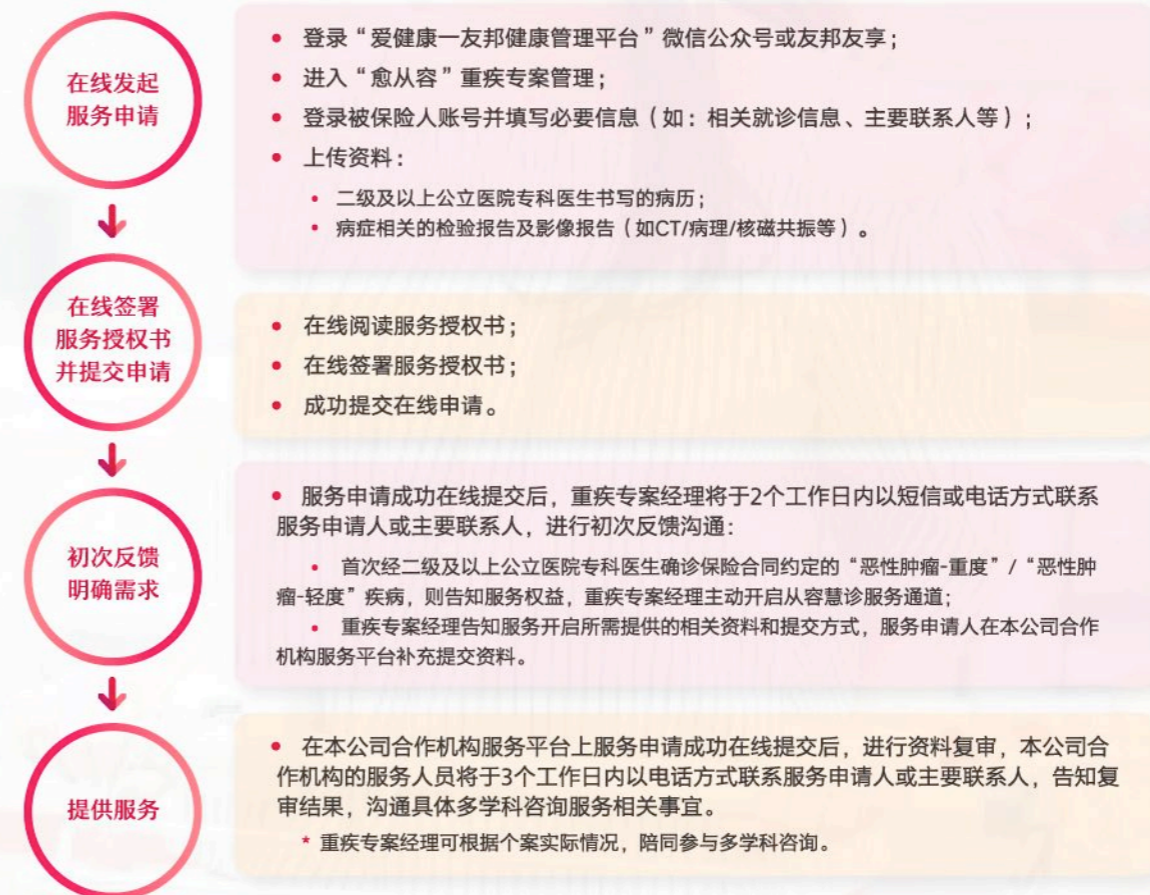 在线发起
服务申请
• 登录“爱健康一友邦健康管理平台”微信公众号或友邦友享；
• 进入“愈从容”重疾专案管理；
• 登录被保险人账号并填写必要信息（如：相关就诊信息、主要联系人等）；
• 上传资料：
• 二级及以上公立医院专科医生书写的病历；
• 病症相关的检验报告及影像报告（如CT/病理/核磁共振等）。
在线签署
服务授权书
并提交申请
• 在线阅读服务授权书；
• 在线签署服务授权书；
• 成功提交在线申请。
初次反馈
明确需求
• 服务申请成功在线提交后，重疾专案经理将于2个工作日内以短信或电话方式联系
服务申请人或主要联系人，进行初次反馈沟通：
• 首次经二级及以上公立医院专科医生确诊保险合同约定的“恶性肿瘤-重度”/“恶性肿
瘤-轻度”疾病，则告知服务权益，重疾专案经理主动开启从容慧诊服务通道；
• 重疾专案经理告知服务开启所需提供的相关资料和提交方式，服务申请人在本公司合作
机构服务平台补充提交资料。
提供服务
• 在本公司合作机构服务平台上服务申请成功在线提交后，进行资料复审，本公司合
作机构的服务人员将于3个工作日内以电话方式联系服务申请人或主要联系人，告知复
审结果，沟通具体多学科咨询服务相关事宜。
* 重疾专案经理可根据个案实际情况，陪同参与多学科咨询。